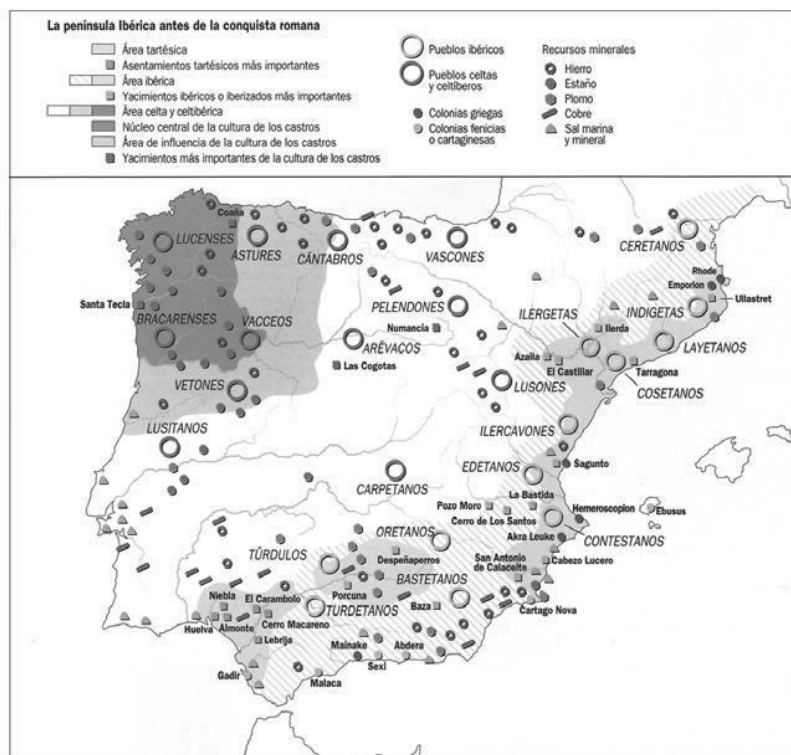 La península Ibérica antes de la conquista romana
Área tartésica
Asentamientos tartésicos más importantes
Área ibérica
Yacimientos ibéricos o iberizados más importantes
Área celta y celtibérica
Núcleo central de la cultura de los castros
Área de influencia de la cultura de los castros
Yacimientos más importantes de la cultura de los castros
Pueblos ibéricos
Pueblos celtas
y celtíberos
Colonias griegas
Colonias fenicias
o cartaginesas
Recursos minerales
Hierro
Estaño
Plomo
Cobre
Sal marina
y mineral
Coaña
LUCENSES
ASTURES
CÁNTABROS
VASCONES
CERETANOS
Rhode
Emporion
Ullastret
INDIGETAS
Santa Tecla
BRACARENSES
VACCEOS
PELENDONES
Numancia
ILERGETAS
Ilerda
LAYETANOS
ARÉVACOS
Azaila
El Castillar
Tarragona
COSETANOS
Las Cogotas
VETONES
LUSONES
LUSITANOS
ILERCAVONES
EDETANOS
Sagunto
CARPETANOS
La Bastida
Pozo Moro
Hemeroscopion
Ebusus
Cerro de Los Santos
ORETANOS
Akra Leuke
CONTESTANOS
TÚRDULOS
Despeñaperros
San Antonio
de Calaceite
Cabezo Lucero
BASTETANOS
Niebla
El Carambolo
Porcuna
TURDETANOS
Baza
Cartago Nova
Huelva
Almonte
Cerro Macareno
Lebrija
Mainake
Abdera
Sexi
Gadir
Malaca